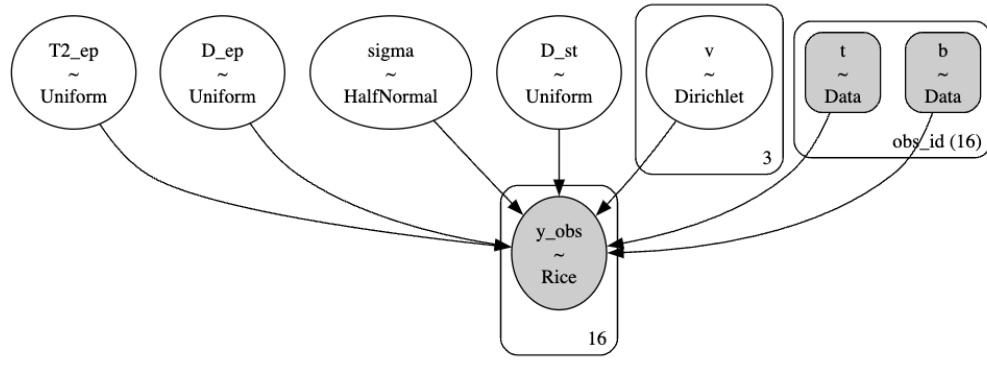 T2_ep
~
Uniform
D_ep
~
Uniform
sigma
~
HalfNormal
D_st
~
Uniform
v
~
Dirichlet
3
t
~
Data
b
~
Data
obs_id (16)
y_obs
~
Rice
16